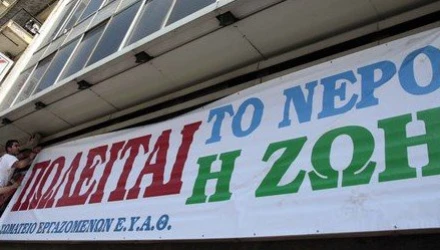 ΠΩΛΕΙΤΑΙ
ΤΟ ΝΕΡΟ
Η ΖΩΗ
ΣΩΜΑΤΕΙΟ ΕΡΓΑΖΟΜΕΝΩΝ Ε.Υ.Α.Θ.